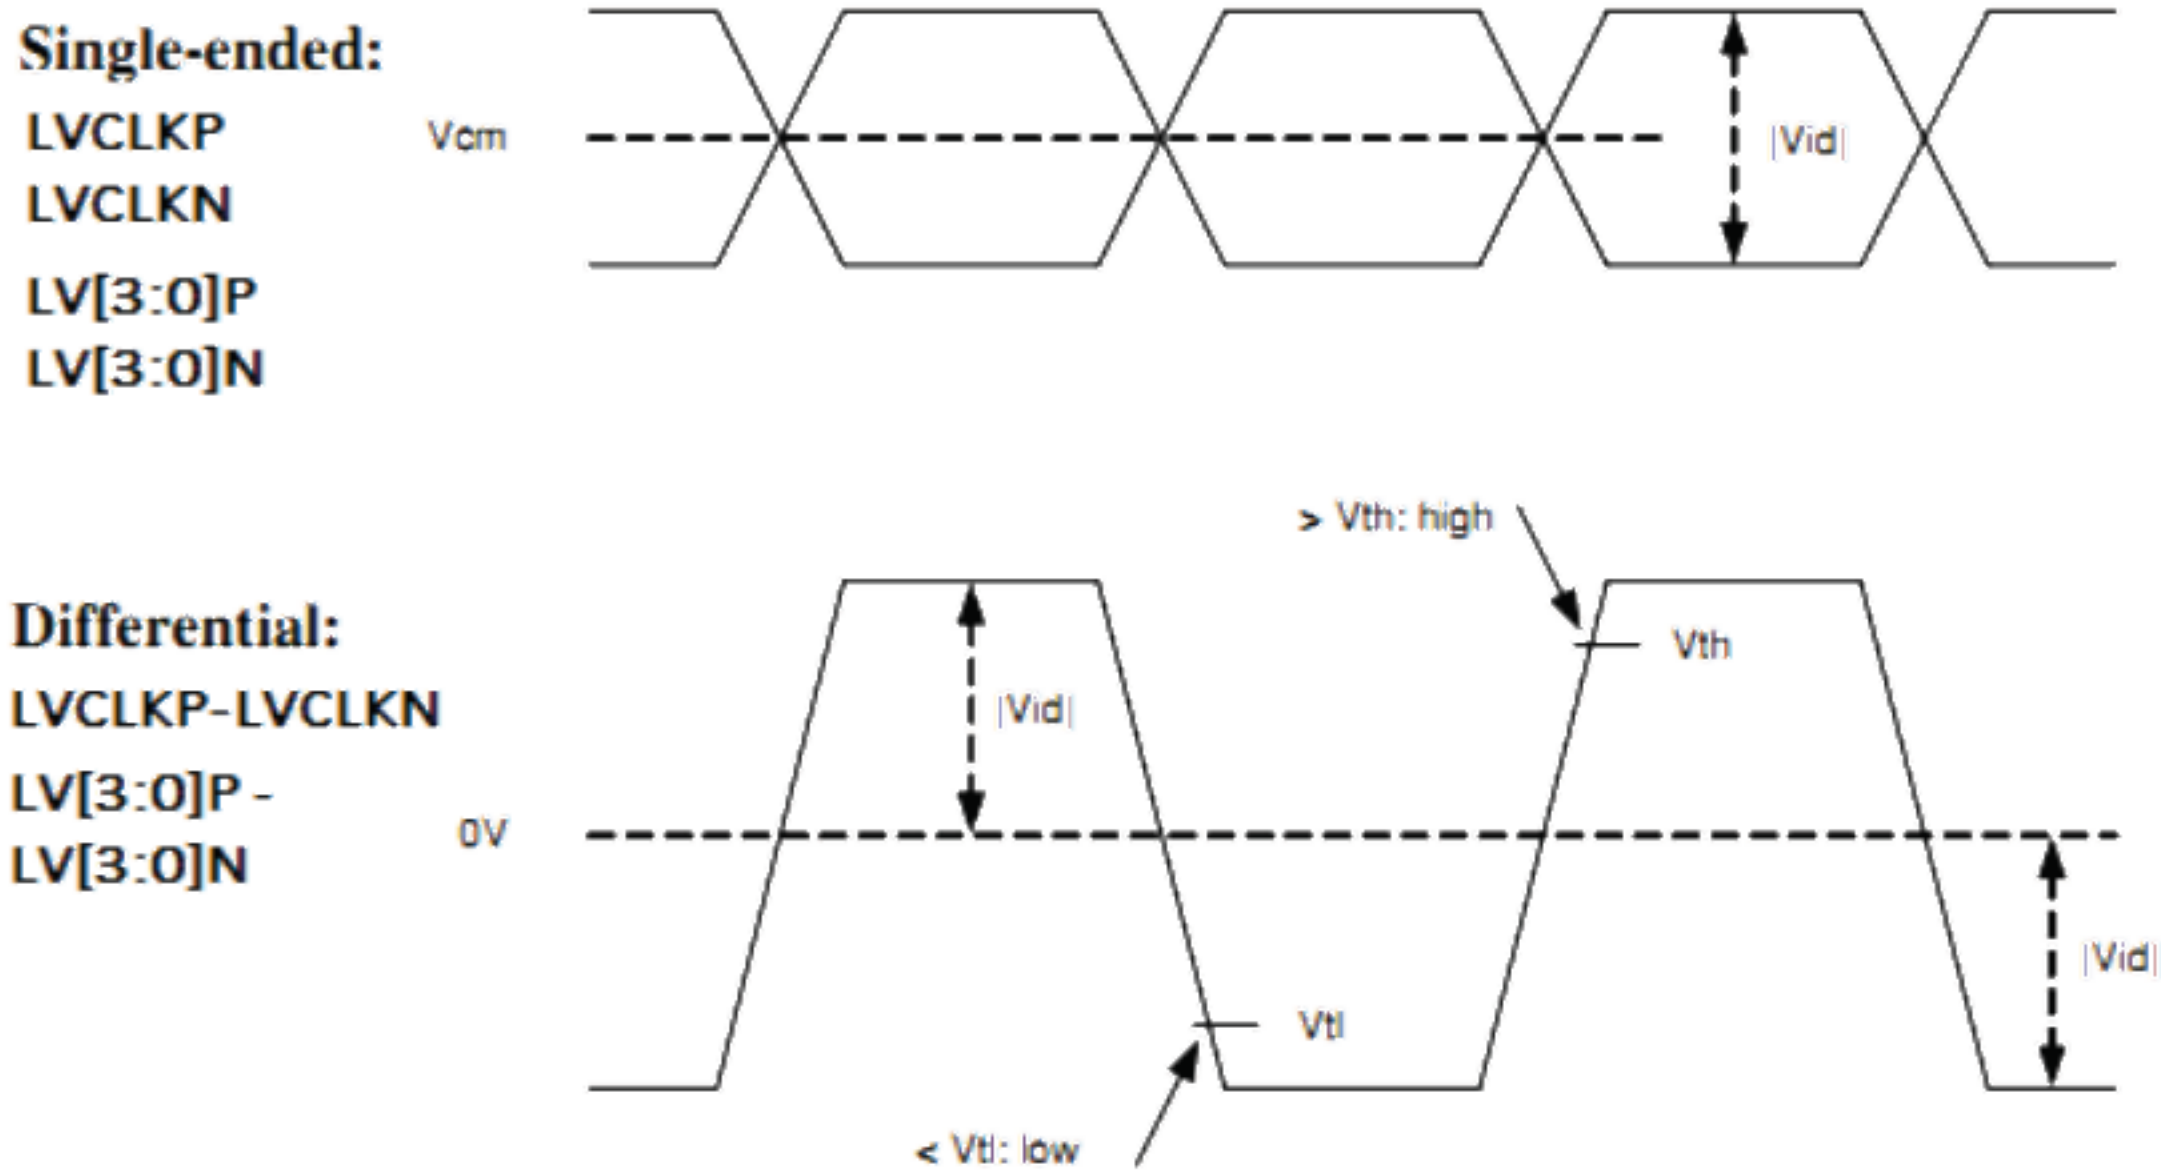 Single-ended:
LVCLKP
Vcm
|Vid|
LVCLKN
LV[3:0]P
LV[3:0]N
> Vth: high
Differential:
Vth
LVCLKP-LVCLKN
|Vid|
LV[3:0]P -
0V
LV[3:0]N
|Vid|
Vtl
< Vtl: low